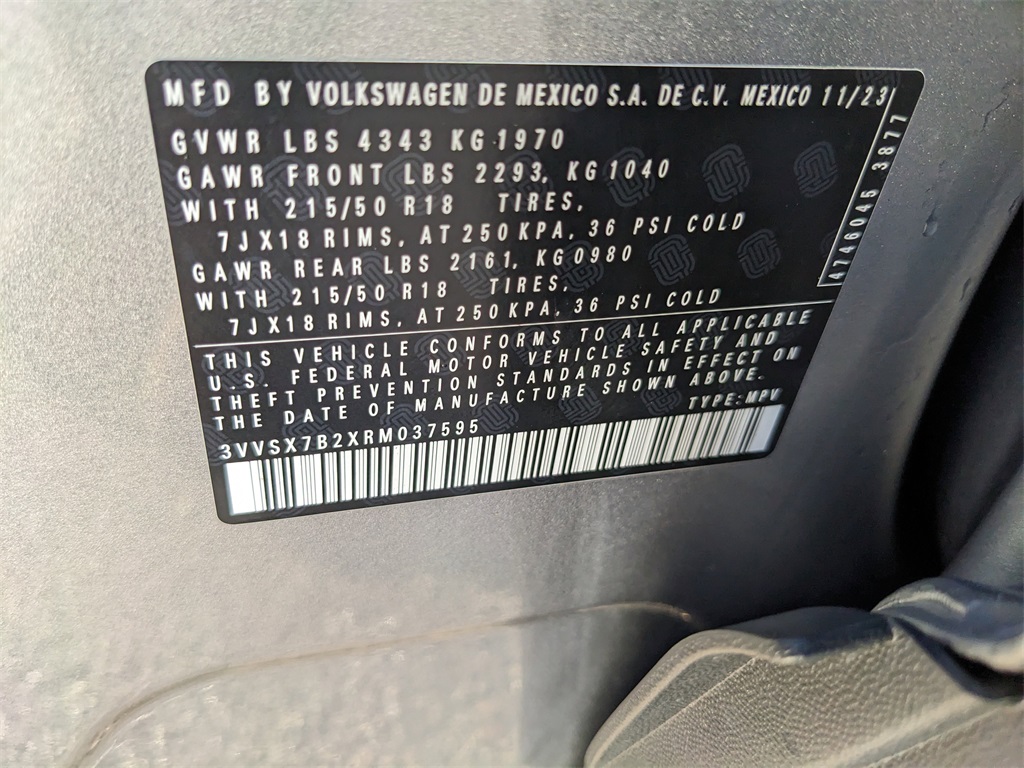 MFD BY VOLKSWAGEN DE MEXICO S.A. DE C.V. MEXICO 11/23
GVWR LBS 4343 KG 1970
GAWR FRONT LBS 2293, KG 1040
WITH 215/50 R18 TIRES,
7JX18 RIMS, AT 250 KPA, 36 PSI COLD
GAWR REAR LBS 2161, KG 0980
WITH 215/50 R18 TIRES,
7JX18 RIMS, AT 250 KPA, 36 PSI COLD
4746045 3877
THIS VEHICLE CONFORMS TO ALL APPLICABLE
U.S. FEDERAL MOTOR VEHICLE SAFETY AND
THEFT PREVENTION STANDARDS IN EFFECT ON
THE DATE OF MANUFACTURE SHOWN ABOVE.
3VVSX7B2XRM037595 TYPE: MPV